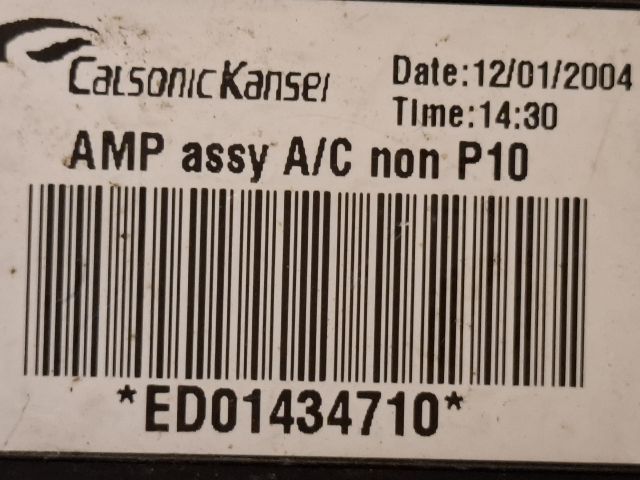 CalsonicKansei
Date:12/01/2004
Time:14:30
AMP assy A/C non P10
*ED01434710*